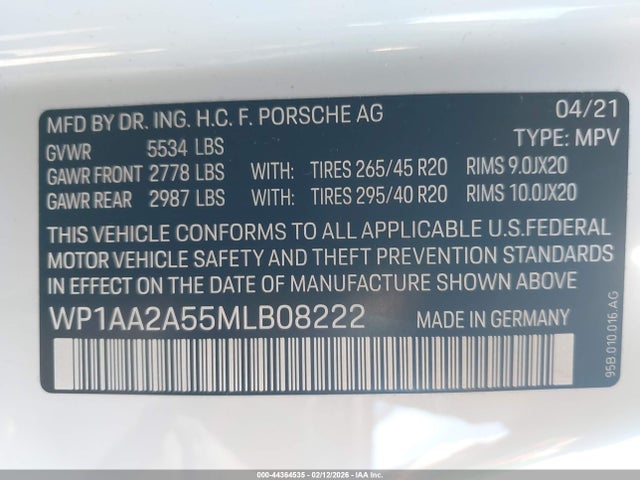 MFD BY DR. ING. H.C. F. PORSCHE AG 04/21
GVWR 5534 LBS TYPE: MPV
GAWR FRONT 2778 LBS WITH: TIRES 265/45 R20 RIMS 9.0JX20
GAWR REAR 2987 LBS WITH: TIRES 295/40 R20 RIMS 10.0JX20
THIS VEHICLE CONFORMS TO ALL APPLICABLE U.S.FEDERAL
MOTOR VEHICLE SAFETY AND THEFT PREVENTION STANDARDS
IN EFFECT ON THE DATE OF MANUFACTURE SHOWN ABOVE.
WP1AA2A55MLB08222 MADE IN GERMANY
95B.010.016.AG
000-44364535 - 02/12/2026 - IAAI Corp.